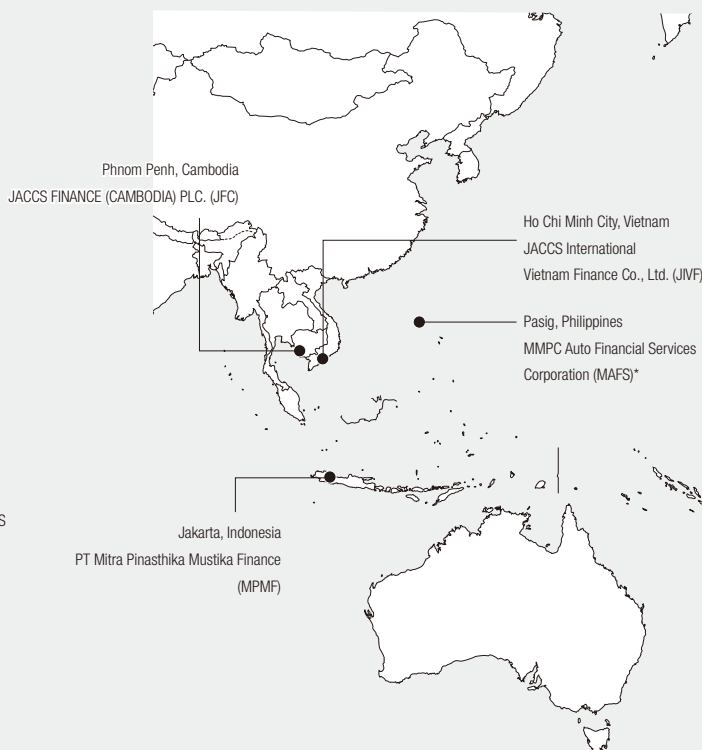 Phnom Penh, Cambodia
JACCS FINANCE (CAMBODIA) PLC. (JFC)
Ho Chi Minh City, Vietnam
JACCS International
Vietnam Finance Co., Ltd. (JIVF)
Pasig, Philippines
MMPC Auto Financial Services
Corporation (MAFS)*
S
Jakarta, Indonesia
PT Mitra Pinasthika Mustika Finance
(MPMF)